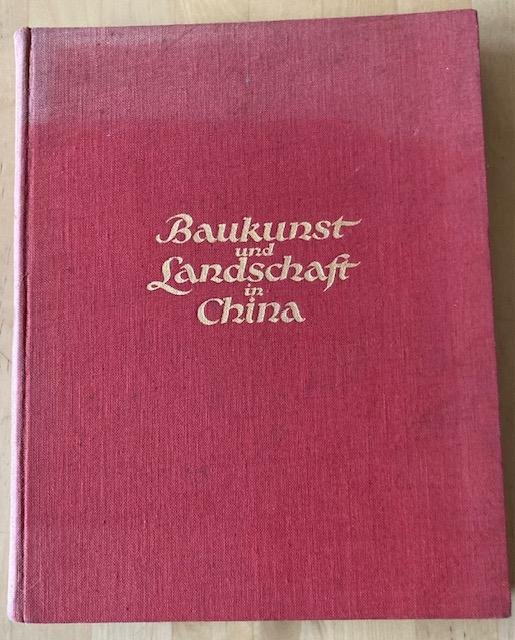 Baukunst
und
Landschaft
in
China